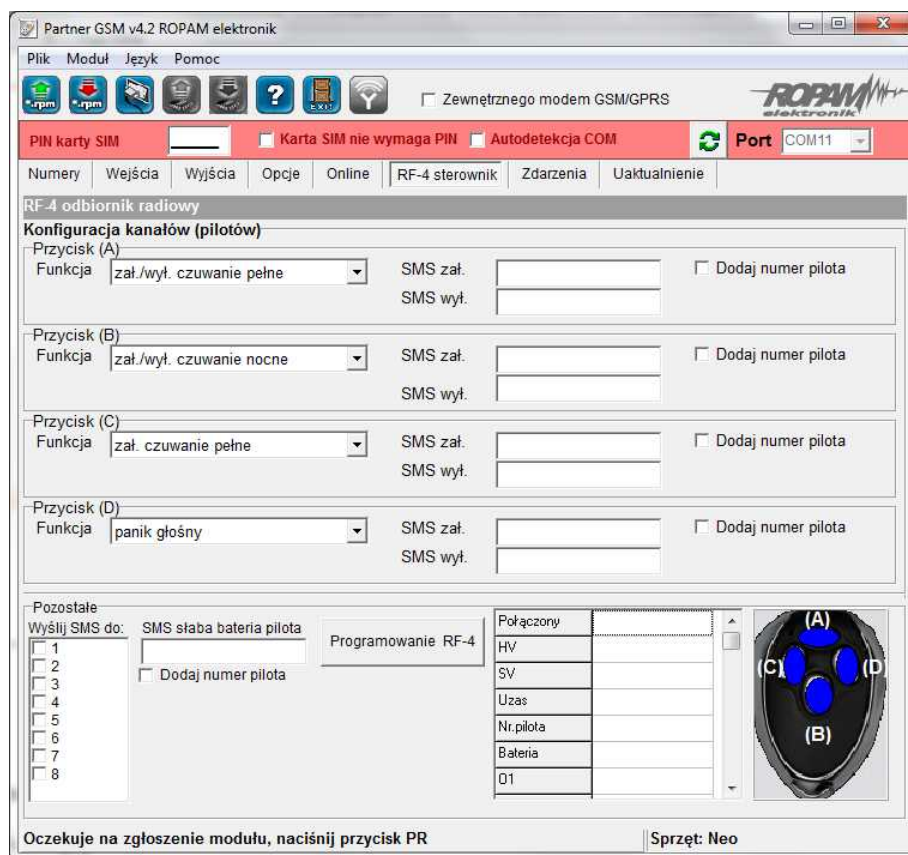 Partner GSM v4.2 ROPAM elektronik
Plik Moduł Język Pomoc
*.rpm *.rpm ? EXIT Zewnętrznego modem GSM/GPRS ROPAM
elektronik
PIN karty SIM Karta SIM nie wymaga PIN Autodetekcja COM Port COM11
Numery Wejścia Wyjścia Opcje Online RF-4 sterownik Zdarzenia Uaktualnienie
RF-4 odbiornik radiowy
Konfiguracja kanałów (pilotów)
Przycisk (A)
Funkcja zał./wył. czuwanie pełne SMS zał. Dodaj numer pilota
SMS wył.
Przycisk (B)
Funkcja zał./wył. czuwanie nocne SMS zał. Dodaj numer pilota
SMS wył.
Przycisk (C)
Funkcja zał. czuwanie pełne SMS zał. Dodaj numer pilota
SMS wył.
Przycisk (D)
Funkcja panik głośny SMS zał. Dodaj numer pilota
SMS wył.
Pozostałe
Wyślij SMS do: SMS słaba bateria pilota
1
2
3
4
5
6
7
8
Dodaj numer pilota
Programowanie RF-4
Połączony
HV
SV
Uzas
Nr.pilota
Bateria
O1
(A)
(C) (D)
(B)
Oczekuje na zgłoszenie modułu, naciśnij przycisk PR Sprzęt: Neo